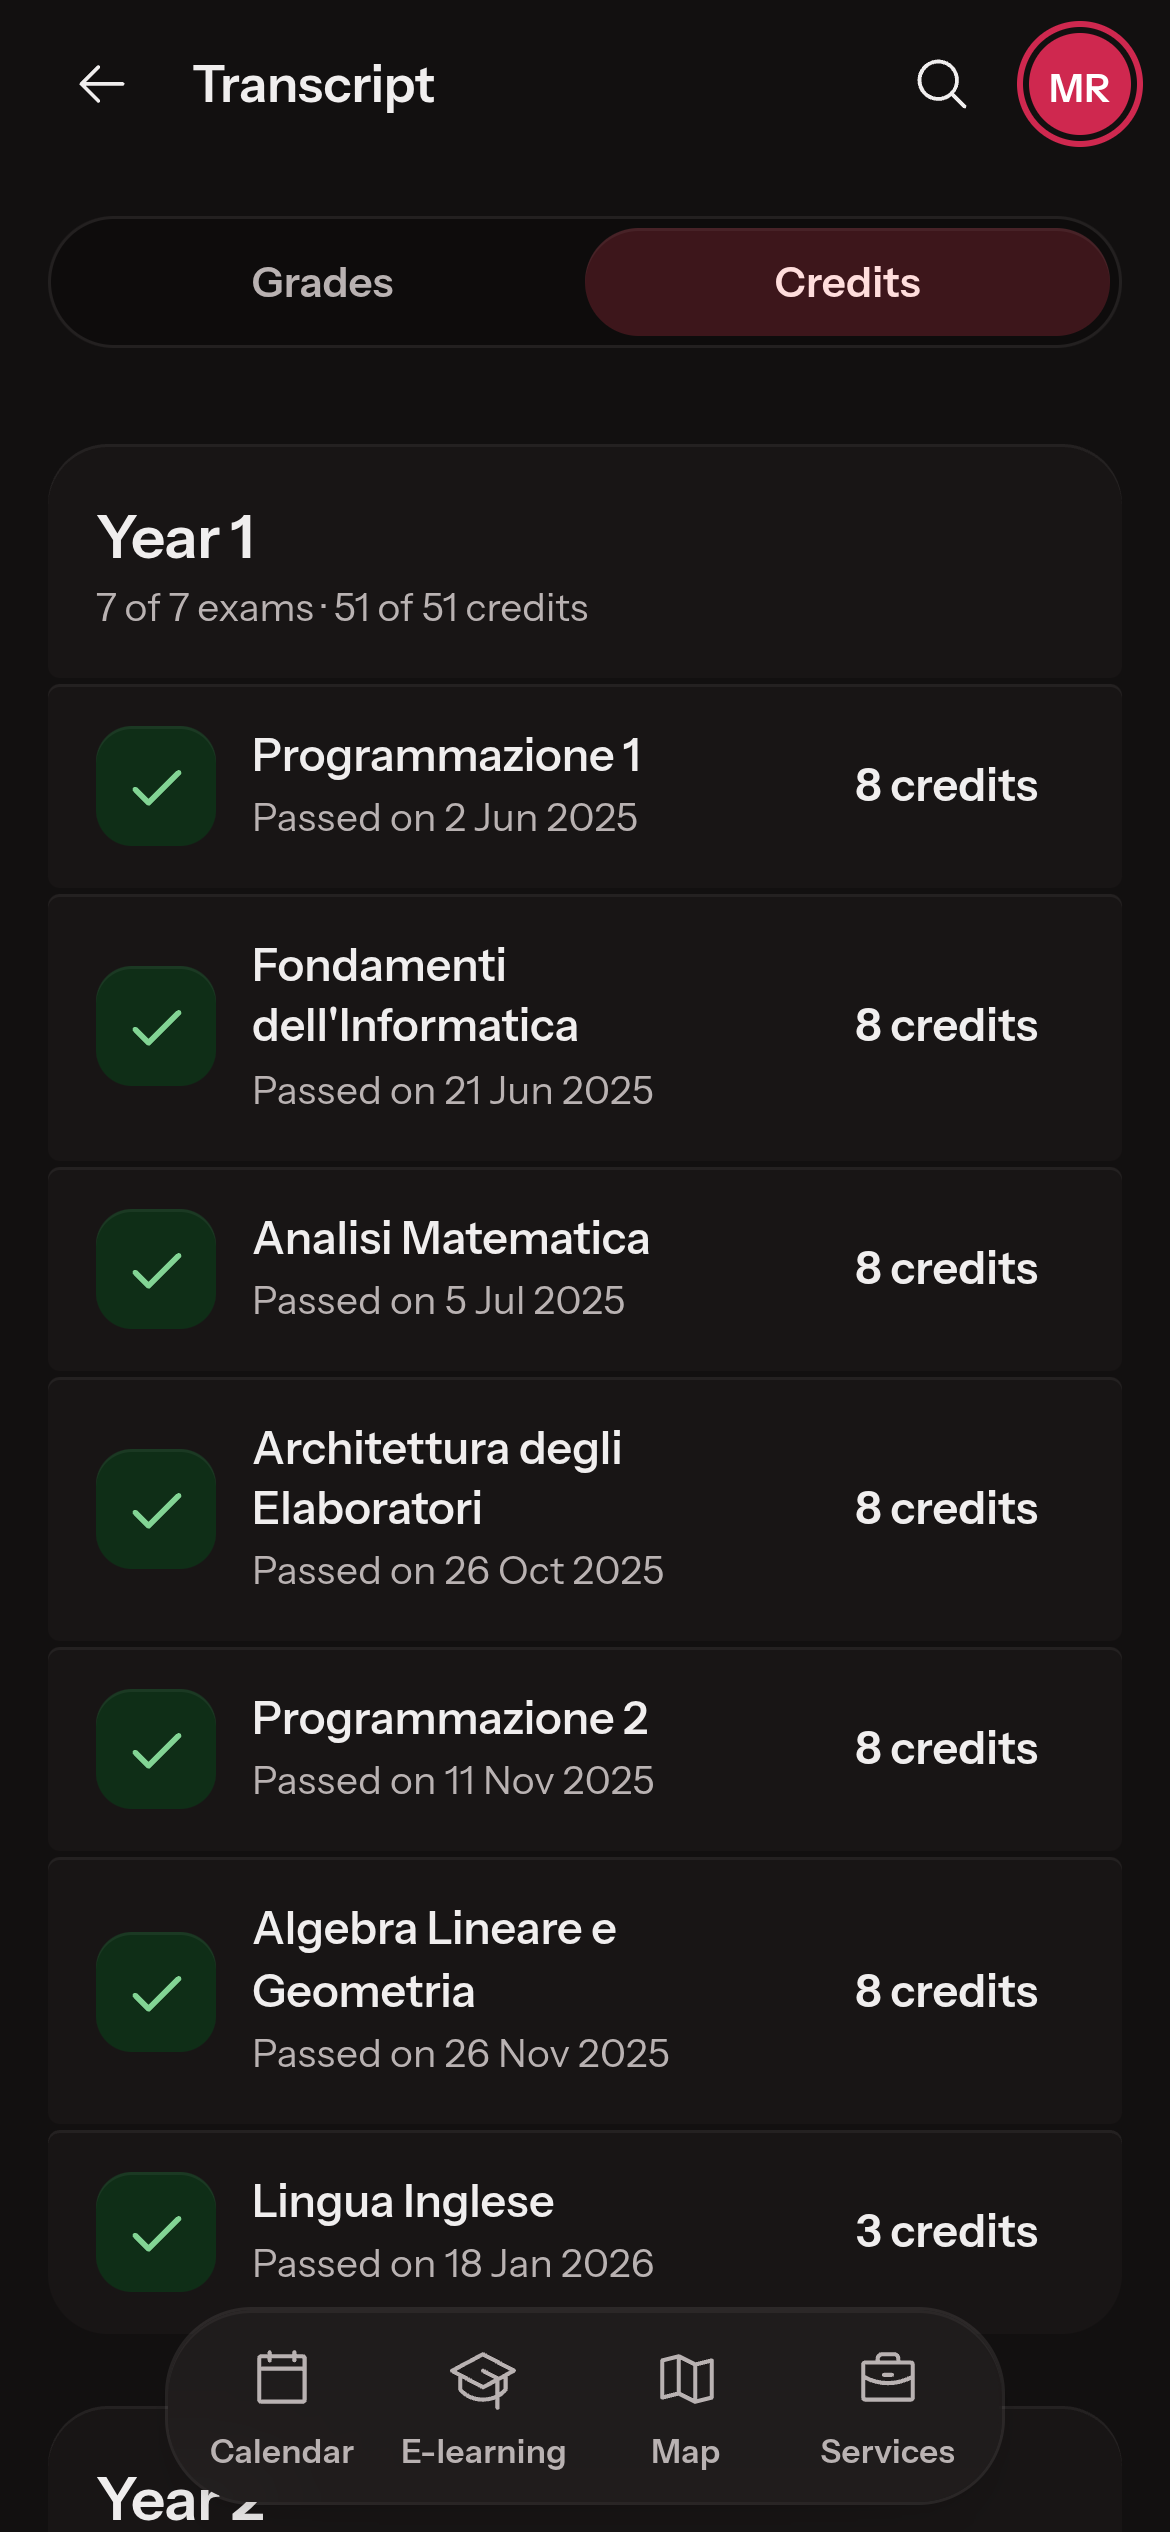 Transcript
MR
Grades
Credits
Year 1
7 of 7 exams · 51 of 51 credits
Programmazione 1
Passed on 2 Jun 2025
8 credits
Fondamenti
dell'Informatica
Passed on 21 Jun 2025
8 credits
Analisi Matematica
Passed on 5 Jul 2025
8 credits
Architettura degli
Elaboratori
Passed on 26 Oct 2025
8 credits
Programmazione 2
Passed on 11 Nov 2025
8 credits
Algebra Lineare e
Geometria
Passed on 26 Nov 2025
8 credits
Lingua Inglese
Passed on 18 Jan 2026
3 credits
Calendar
E-learning
Map
Services
Year 2